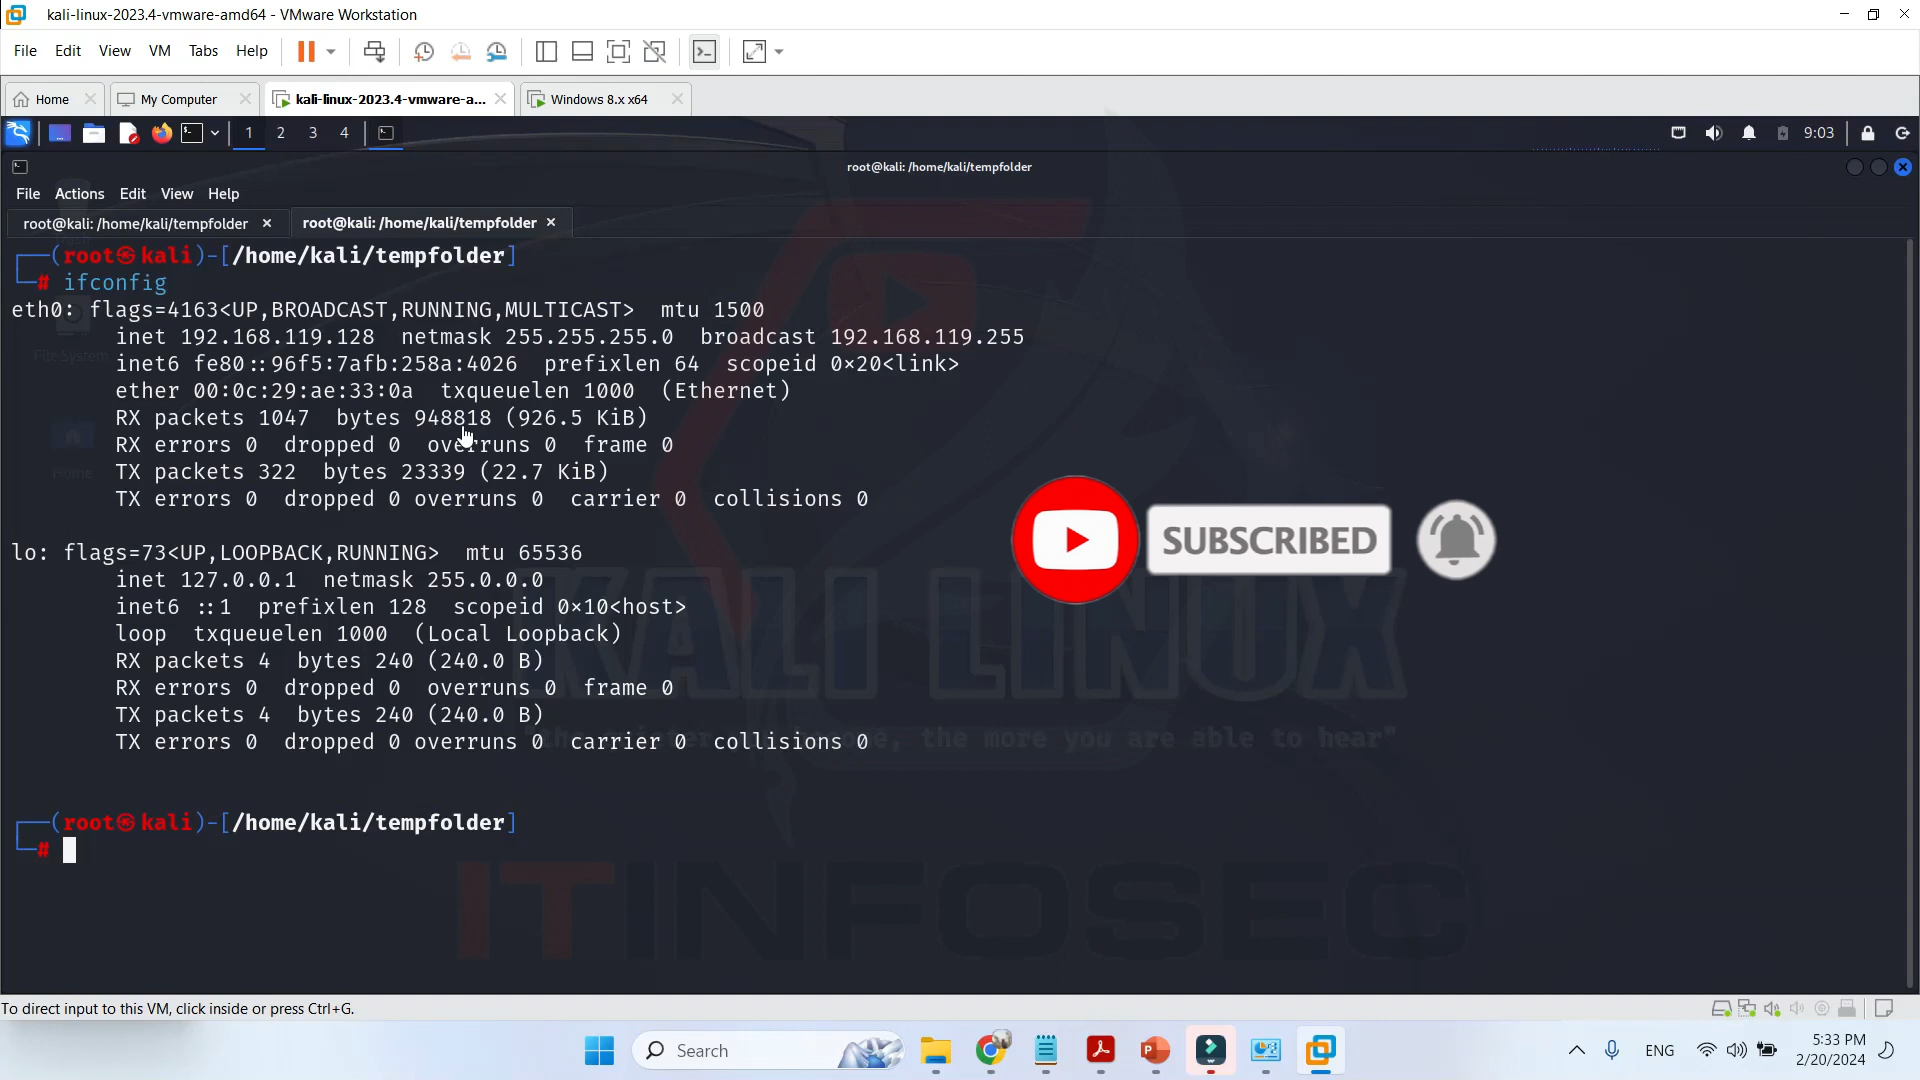 kali-linux-2023.4-vmware-amd64 - VMware Workstation
File Edit View VM Tabs Help
Home My Computer kali-linux-2023.4-vmware-a... Windows 8.x x64
1 2 3 4 9:03
root@kali: /home/kali/tempfolder
File Actions Edit View Help
root@kali: /home/kali/tempfolder root@kali: /home/kali/tempfolder
(root㉿kali)-[/home/kali/tempfolder]
# ifconfig
eth0: flags=4163<UP,BROADCAST,RUNNING,MULTICAST>  mtu 1500
inet 192.168.119.128  netmask 255.255.255.0  broadcast 192.168.119.255
File System
inet6 fe80::96f5:7afb:258a:4026  prefixlen 64  scopeid 0×20<link>
ether 00:0c:29:ae:33:0a  txqueuelen 1000  (Ethernet)
RX packets 1047  bytes 948818 (926.5 KiB)
RX errors 0  dropped 0  overruns 0  frame 0
Home
TX packets 322  bytes 23339 (22.7 KiB)
TX errors 0  dropped 0 overruns 0  carrier 0  collisions 0
SUBSCRIBED
lo: flags=73<UP,LOOPBACK,RUNNING>  mtu 65536
inet 127.0.0.1  netmask 255.0.0.0
inet6 ::1  prefixlen 128  scopeid 0×10<host>
loop  txqueuelen 1000  (Local Loopback)
KALI LINUX
RX packets 4  bytes 240 (240.0 B)
RX errors 0  dropped 0  overruns 0  frame 0
TX packets 4  bytes 240 (240.0 B)
TX errors 0  dropped 0 overruns 0  carrier 0  collisions 0
"the quieter you become, the more you are able to hear"
(root㉿kali)-[/home/kali/tempfolder]
#
ITINFOSEC
To direct input to this VM, click inside or press Ctrl+G.
Search
ENG
5:33 PM
2/20/2024